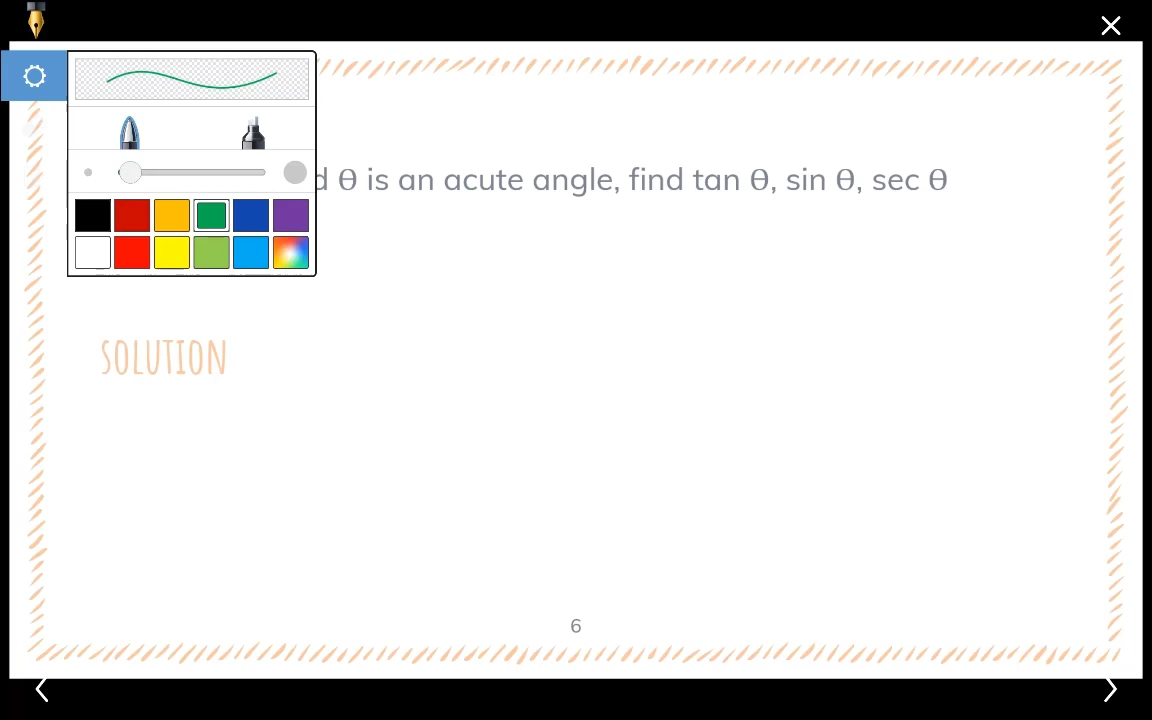 is an acute angle, find tan θ, sin θ, sec θ
SOLUTION
6